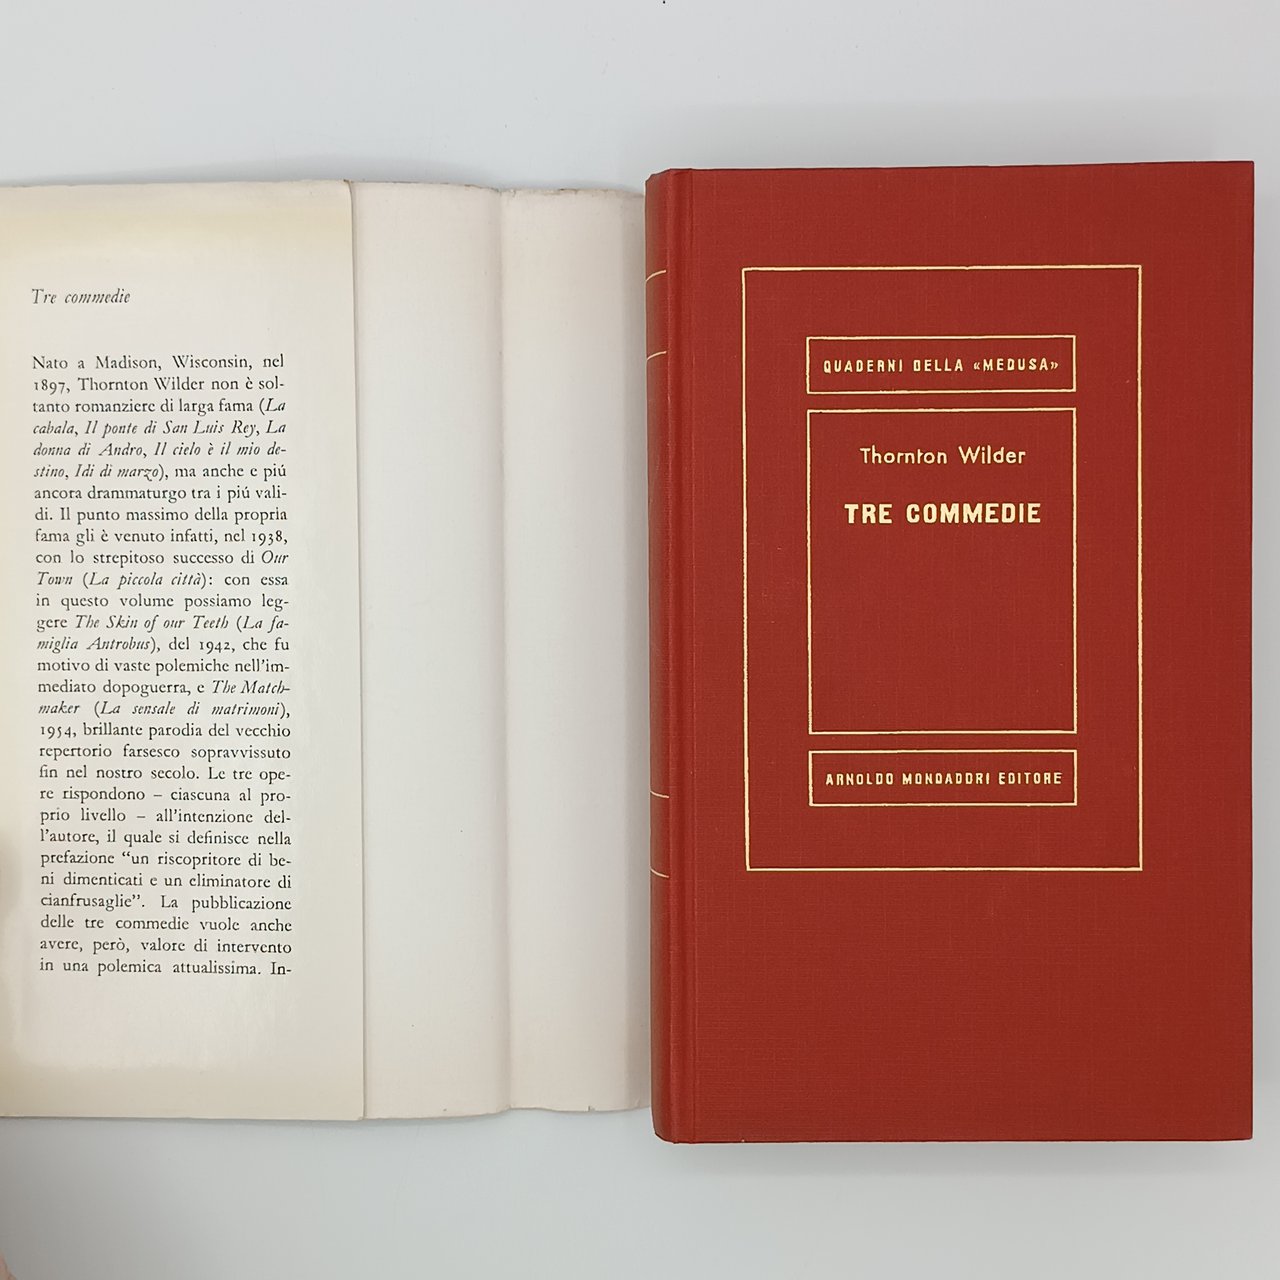 Tre commedie
Nato a Madison, Wisconsin, nel
1897, Thornton Wilder non è sol-
tanto romanziere di larga fama (La
cabala, Il ponte di San Luis Rey, La
donna di Andro, Il cielo è il mio de-
stino, Idi di marzo), ma anche e piú
ancora drammaturgo tra i piú vali-
di. Il punto massimo della propria
fama gli è venuto infatti, nel 1938,
con lo strepitoso successo di Our
Town (La piccola città): con essa
in questo volume possiamo leg-
gere The Skin of our Teeth (La fa-
miglia Antrobus), del 1942, che fu
motivo di vaste polemiche nell'im-
mediato dopoguerra, e The Match-
maker (La sensale di matrimoni),
1954, brillante parodia del vecchio
repertorio farsesco sopravvissuto
fin nel nostro secolo. Le tre ope-
re rispondono – ciascuna al pro-
prio livello – all'intenzione del-
l'autore, il quale si definisce nella
prefazione "un riscopritore di be-
ni dimenticati e un eliminatore di
cianfrusaglie". La pubblicazione
delle tre commedie vuole anche
avere, però, valore di intervento
in una polemica attualissima. In-
QUADERNI DELLA «MEDUSA»
Thornton Wilder
TRE COMMEDIE
ARNOLDO MONDADORI EDITORE